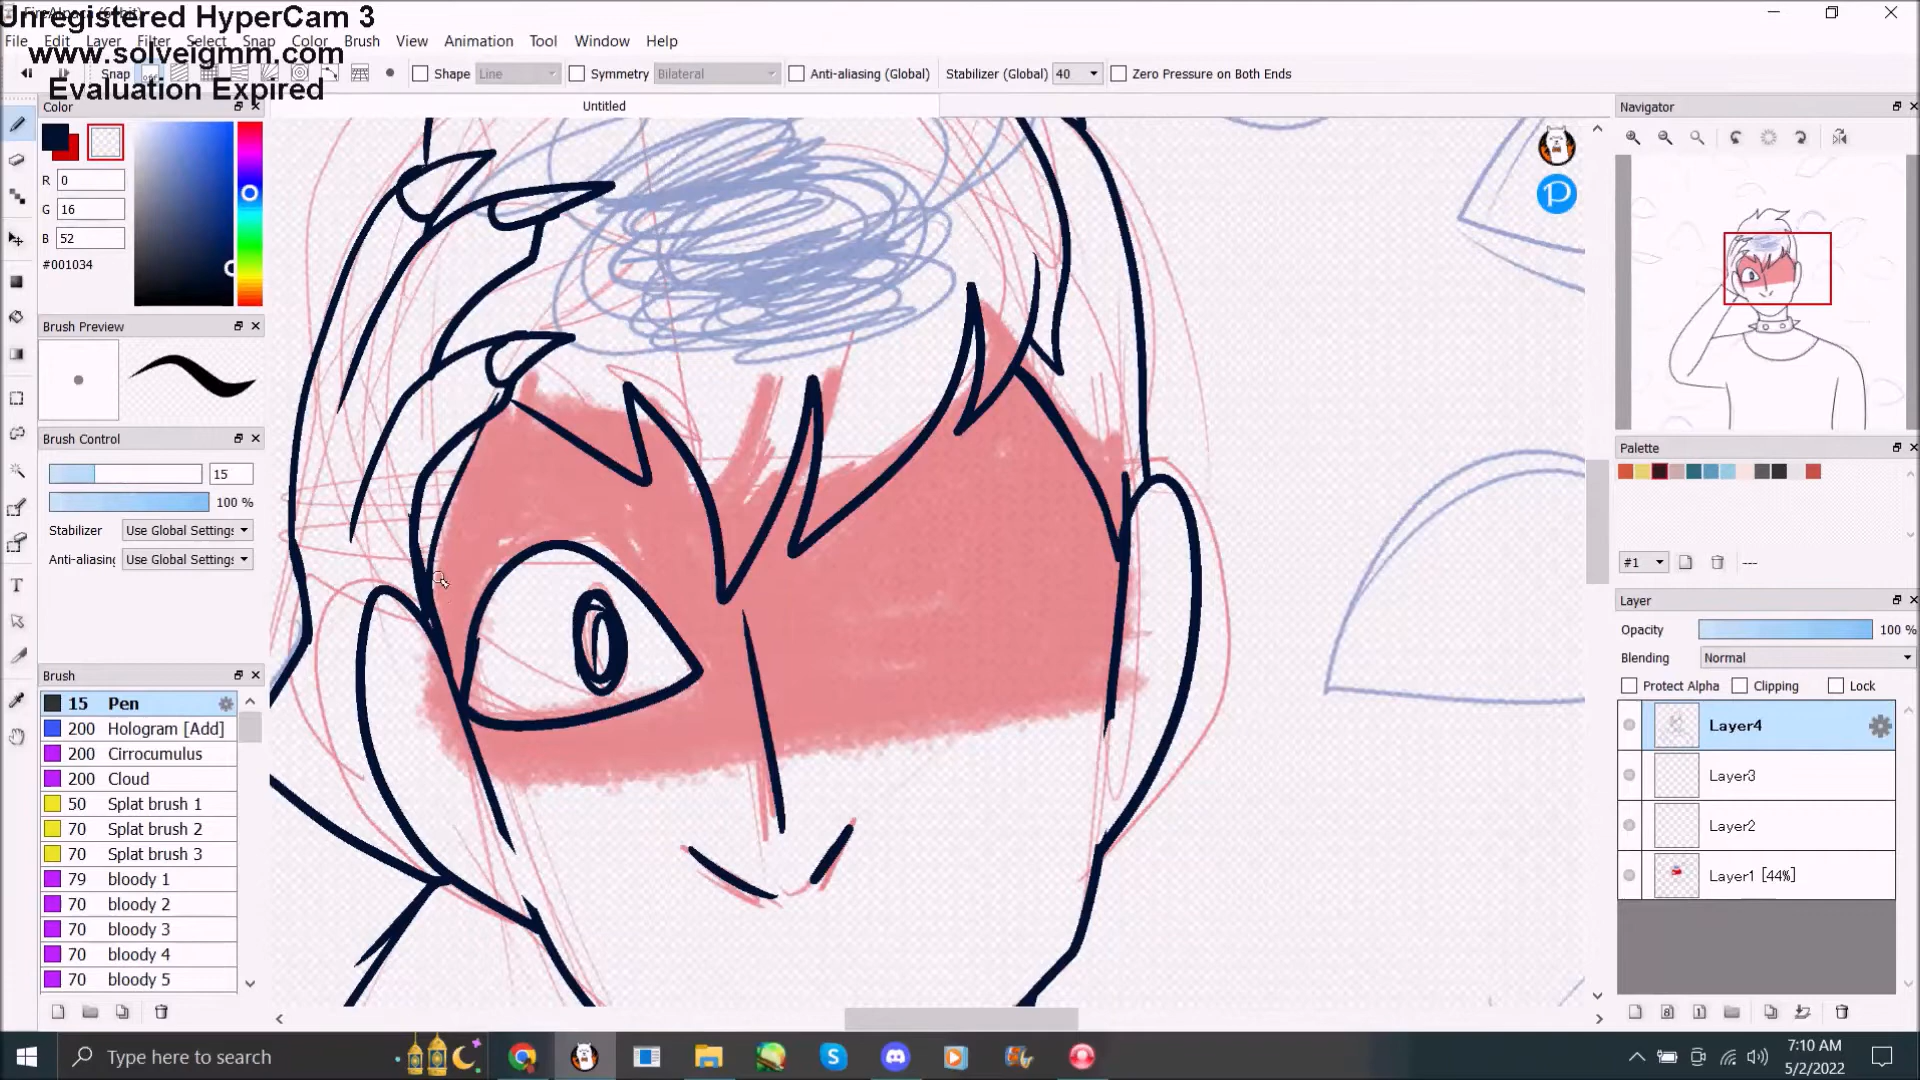 FireAlpaca (64bit)
Unregistered HyperCam 3
www.solveigmm.com
Evaluation Expired
File Edit Layer Filter Select Snap Color Brush View Animation Tool Window Help
Snap off Shape Line Symmetry Bilateral Anti-aliasing (Global) Stabilizer (Global) 40 Zero Pressure on Both Ends
Untitled
Color
R 0
G 16
B 52
#001034
Brush Preview
Brush Control
15
100 %
Stabilizer Use Global Settings
Anti-aliasing Use Global Settings
Brush
15 Pen
200 Hologram [Add]
200 Cirrocumulus
200 Cloud
50 Splat brush 1
70 Splat brush 2
70 Splat brush 3
79 bloody 1
70 bloody 2
70 bloody 3
70 bloody 4
70 bloody 5
Navigator
Palette
#1 ---
Layer
Opacity 100 %
Blending Normal
Protect Alpha Clipping Lock
Layer4
Layer3
Layer2
Layer1 [44%]
Type here to search
7:10 AM
5/2/2022